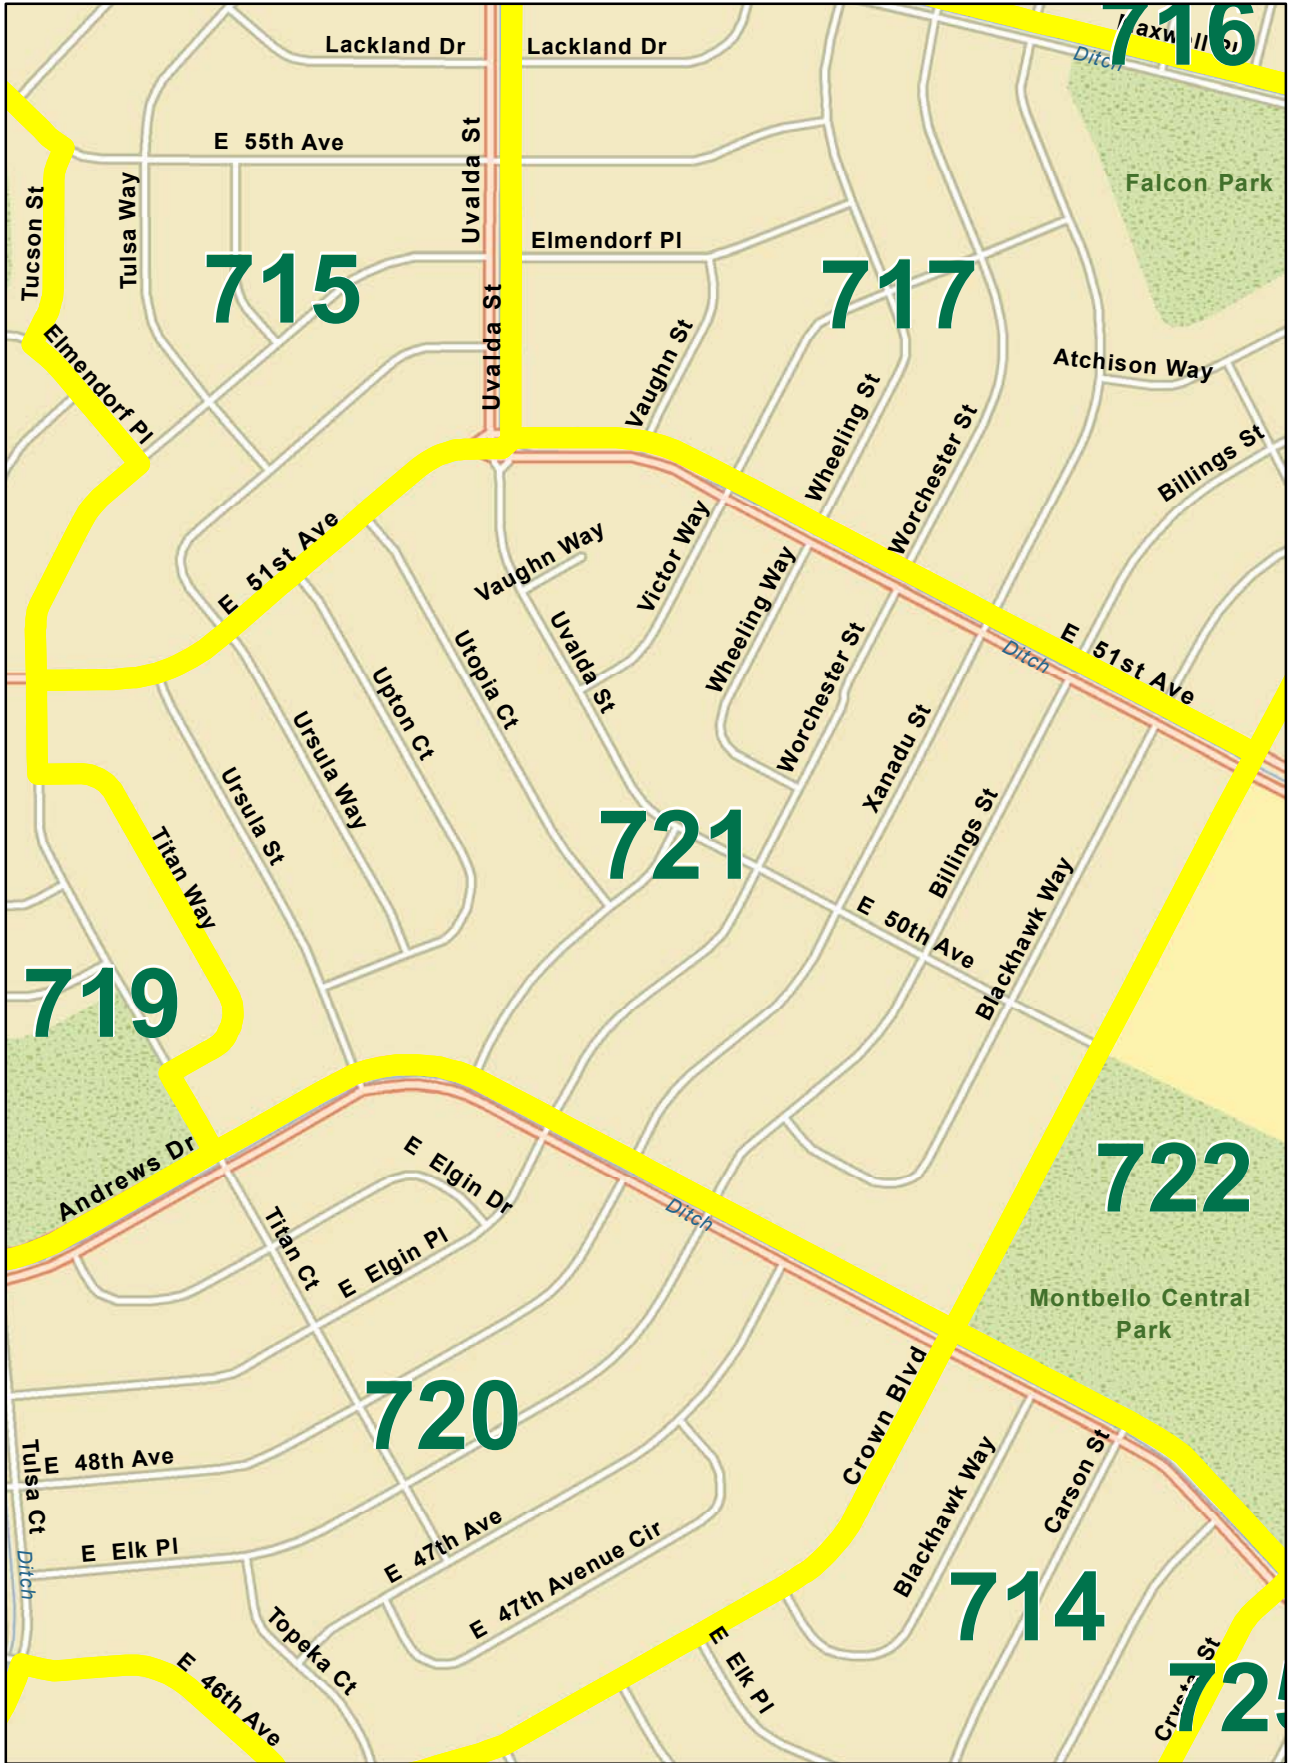 716
Maxwell Pl
Ditch
Lackland Dr
Lackland Dr
E 55th Ave
Uvalda St
Tucson St
Tulsa Way
Falcon Park
Elmendorf Pl
715
717
Uvalda St
Elmendorf Pl
Vaughn St
Atchison Way
Wheeling St
Worchester St
Billings St
E 51st Ave
Vaughn Way
Victor Way
Wheeling Way
Uvalda St
Utopia Ct
Upton Ct
Ursula Way
Ursula St
Worchester St
Ditch
E 51st Ave
Xanadu St
Billings St
Blackhawk Way
721
E 50th Ave
Titan Way
719
722
Andrews Dr
E Elgin Dr
Titan Ct
E Elgin Pl
Ditch
Montbello Central
Park
720
Crown Blvd
Tulsa Ct
E 48th Ave
E Elk Pl
Ditch
E 47th Ave
E 47th Avenue Cir
Blackhawk Way
Carson St
714
Topeka Ct
E 46th Ave
E Elk Pl
Crystal St
725